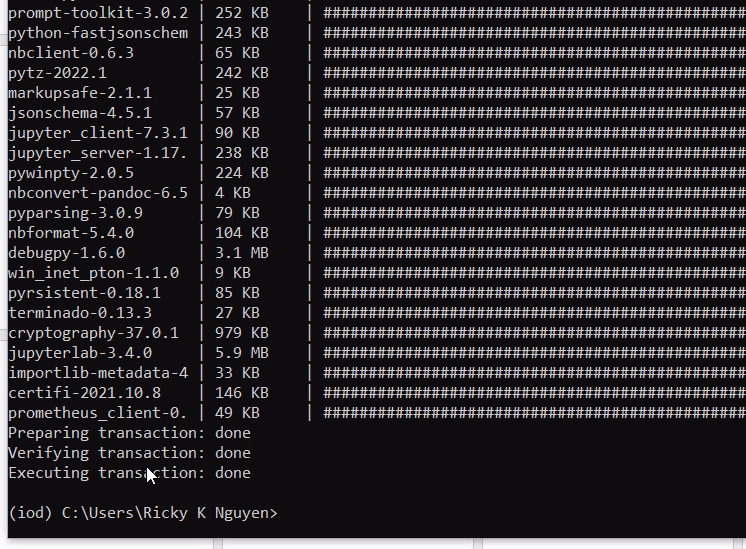 prompt-toolkit-3.0.2 | 252 KB | ###############################################
python-fastjsonschem | 243 KB | ###############################################
nbclient-0.6.3 | 65 KB | ###############################################
pytz-2022.1 | 242 KB | ###############################################
markupsafe-2.1.1 | 25 KB | ###############################################
jsonschema-4.5.1 | 57 KB | ###############################################
jupyter_client-7.3.1 | 90 KB | ###############################################
jupyter_server-1.17. | 238 KB | ###############################################
pywinpty-2.0.5 | 224 KB | ###############################################
nbconvert-pandoc-6.5 | 4 KB | ###############################################
pyparsing-3.0.9 | 79 KB | ###############################################
nbformat-5.4.0 | 104 KB | ###############################################
debugpy-1.6.0 | 3.1 MB | ###############################################
win_inet_pton-1.1.0 | 9 KB | ###############################################
pyrsistent-0.18.1 | 85 KB | ###############################################
terminado-0.13.3 | 27 KB | ###############################################
cryptography-37.0.1 | 979 KB | ###############################################
jupyterlab-3.4.0 | 5.9 MB | ###############################################
importlib-metadata-4 | 33 KB | ###############################################
certifi-2021.10.8 | 146 KB | ###############################################
prometheus_client-0. | 49 KB | ###############################################
Preparing transaction: done
Verifying transaction: done
Executing transaction: done
(iod) C:\Users\Ricky K Nguyen>